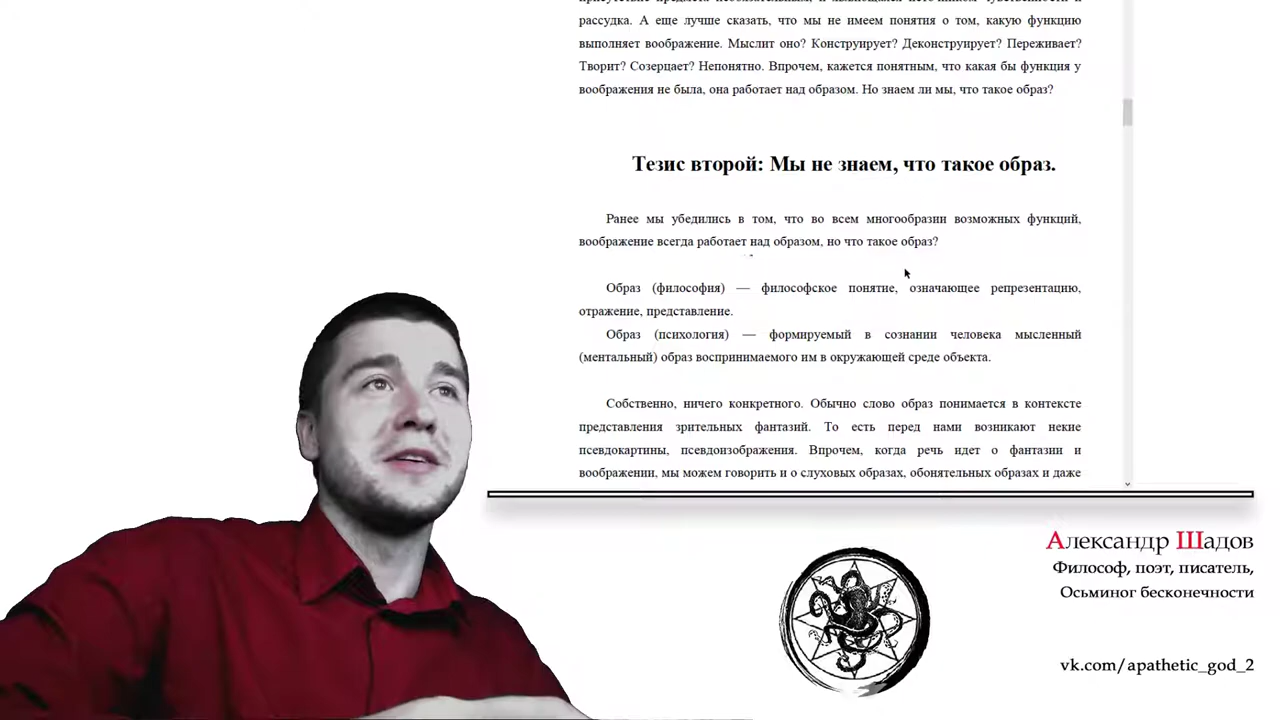 рассудка. А еще лучше сказать, что мы не имеем понятия о том, какую функцию
выполняет воображение. Мыслит оно? Конструирует? Деконструирует? Переживает?
Творит? Созерцает? Непонятно. Впрочем, кажется понятным, что какая бы функция у
воображения не была, она работает над образом. Но знаем ли мы, что такое образ?
Тезис второй: Мы не знаем, что такое образ.
Ранее мы убедились в том, что во всем многообразии возможных функций,
воображение всегда работает над образом, но что такое образ?
Образ (философия) — философское понятие, означающее репрезентацию,
отражение, представление.
Образ (психология) — формируемый в сознании человека мысленный
(ментальный) образ воспринимаемого им в окружающей среде объекта.
Собственно, ничего конкретного. Обычно слово образ понимается в контексте
представления зрительных фантазий. То есть перед нами возникают некие
псевдокартины, псевдоизображения. Впрочем, когда речь идет о фантазии и
воображении, мы можем говорить и о слуховых образах, обонятельных образах и даже
Александр Шадов
Философ, поэт, писатель,
Осьминог бесконечности
vk.com/apathetic_god_2